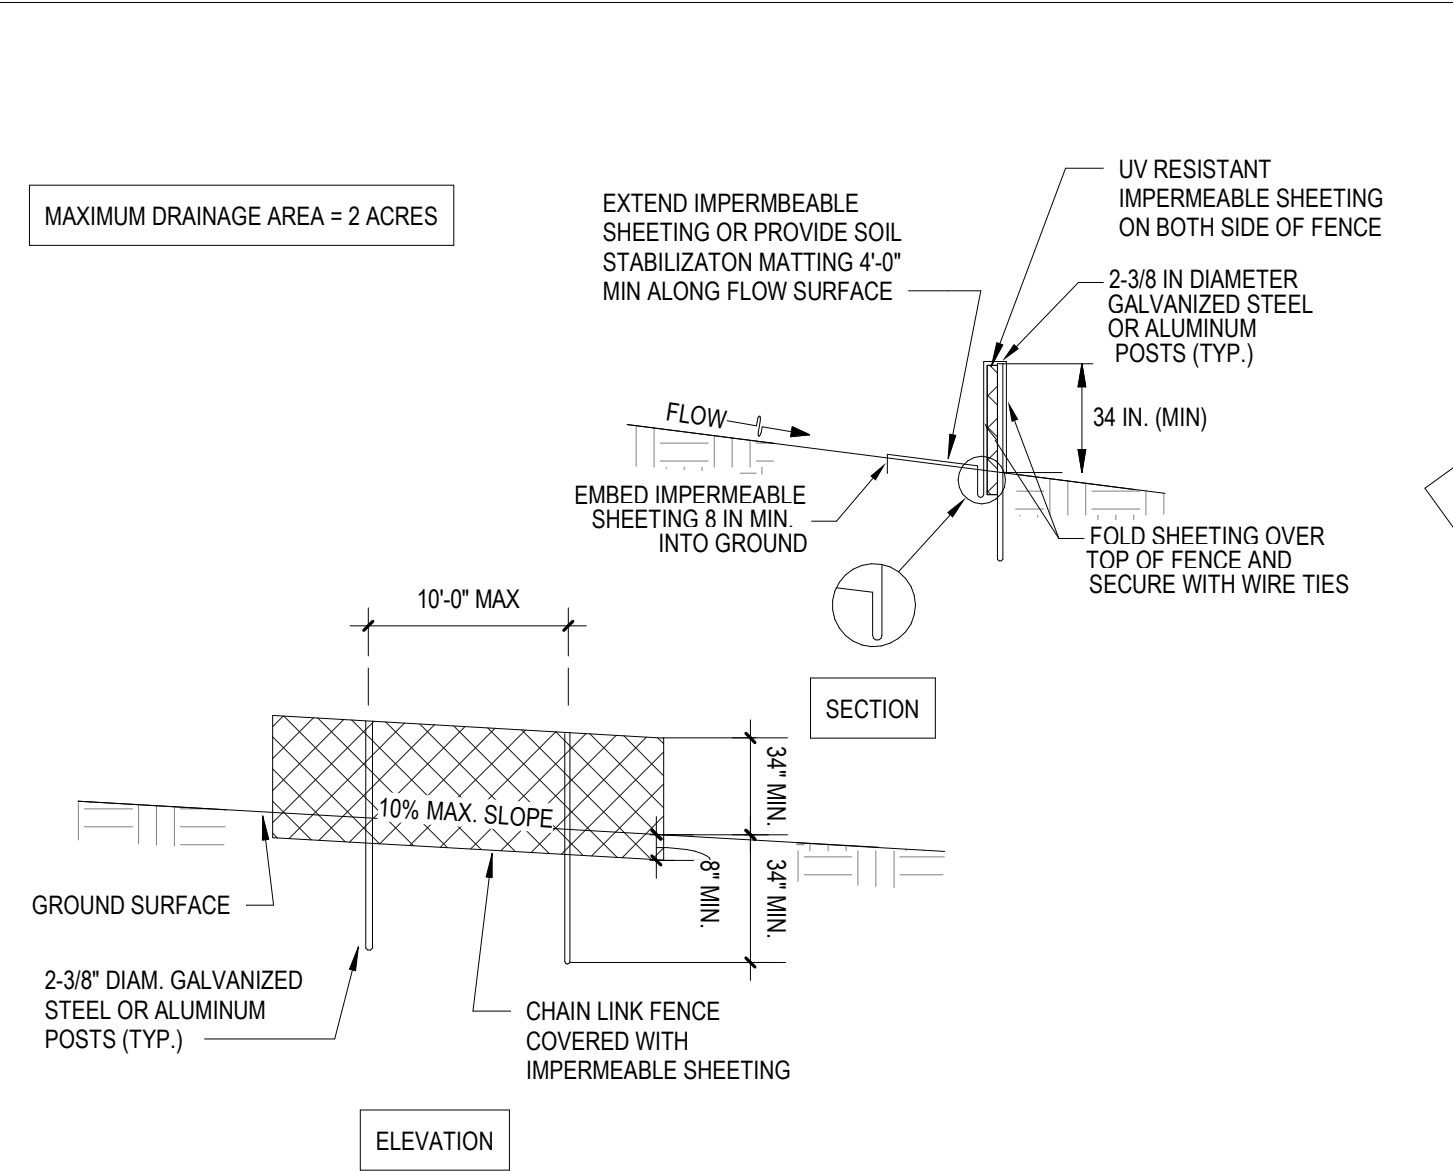 MAXIMUM DRAINAGE AREA = 2 ACRES
EXTEND IMPERMBEABLE
SHEETING OR PROVIDE SOIL
STABILIZATON MATTING 4'-0"
MIN ALONG FLOW SURFACE
UV RESISTANT
IMPERMEABLE SHEETING
ON BOTH SIDE OF FENCE
2-3/8 IN DIAMETER
GALVANIZED STEEL
OR ALUMINUM
POSTS (TYP.)
34 IN. (MIN)
FLOW
EMBED IMPERMEABLE
SHEETING 8 IN MIN.
INTO GROUND
FOLD SHEETING OVER
TOP OF FENCE AND
SECURE WITH WIRE TIES
SECTION
10'-0" MAX
34" MIN.
10% MAX. SLOPE
8" MIN.
34" MIN.
GROUND SURFACE
2-3/8" DIAM. GALVANIZED
STEEL OR ALUMINUM
POSTS (TYP.)
CHAIN LINK FENCE
COVERED WITH
IMPERMEABLE SHEETING
ELEVATION